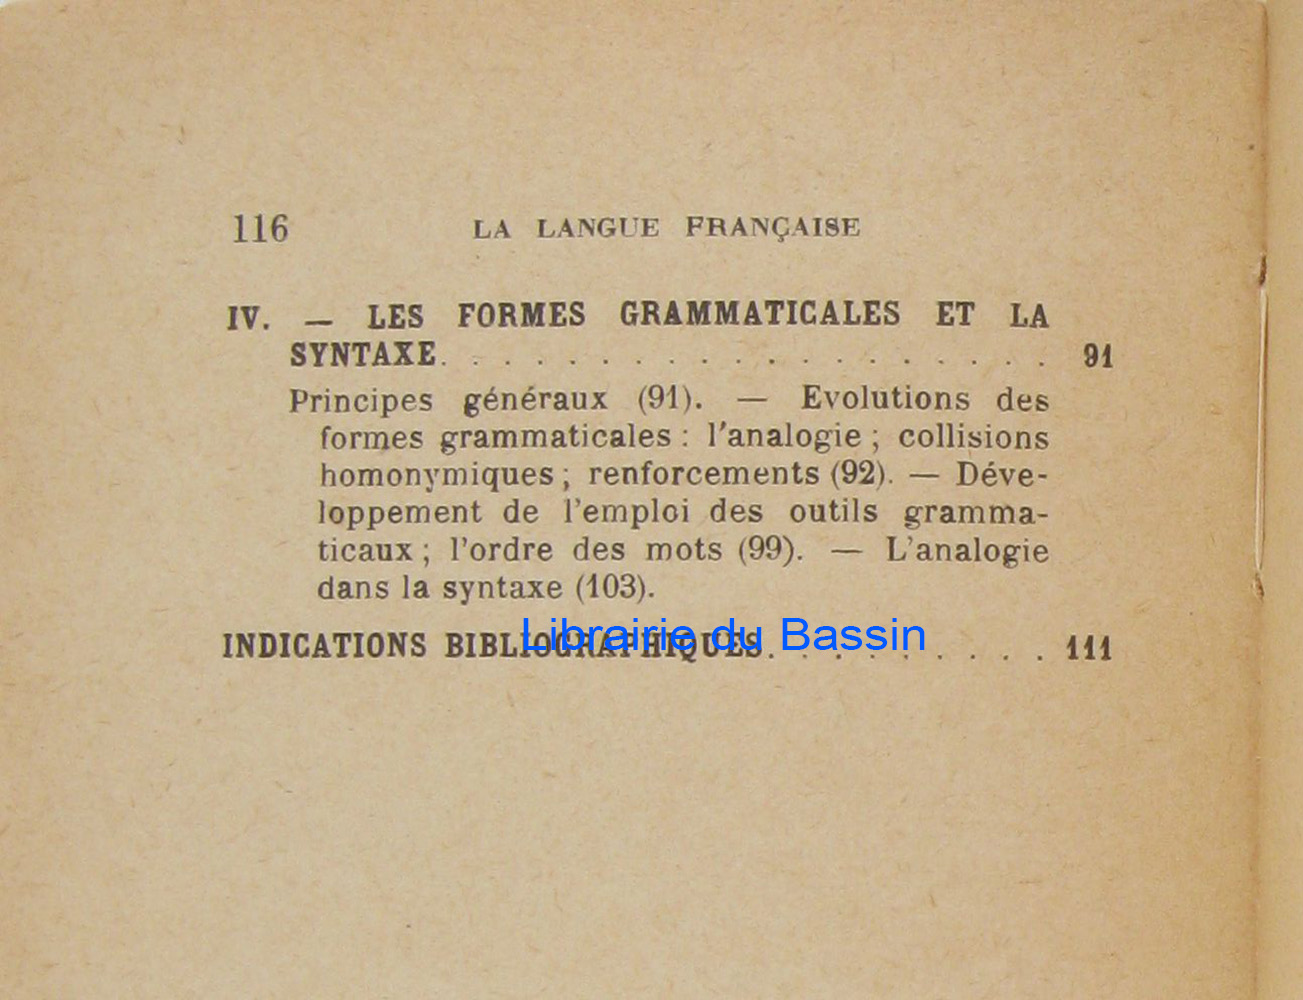 116 LA LANGUE FRANÇAISE
IV. — LES FORMES GRAMMATICALES ET LA
SYNTAXE. . . . . . . . . . . . . . . . . . . 91
Principes généraux (91). — Evolutions des
formes grammaticales : l'analogie ; collisions
homonymiques ; renforcements (92). — Déve-
loppement de l'emploi des outils gramma-
ticaux ; l'ordre des mots (99). — L'analogie
dans la syntaxe (103).
Librairie du Bassin
INDICATIONS BIBLIOGRAPHIQUES. . . . . . . . . 111